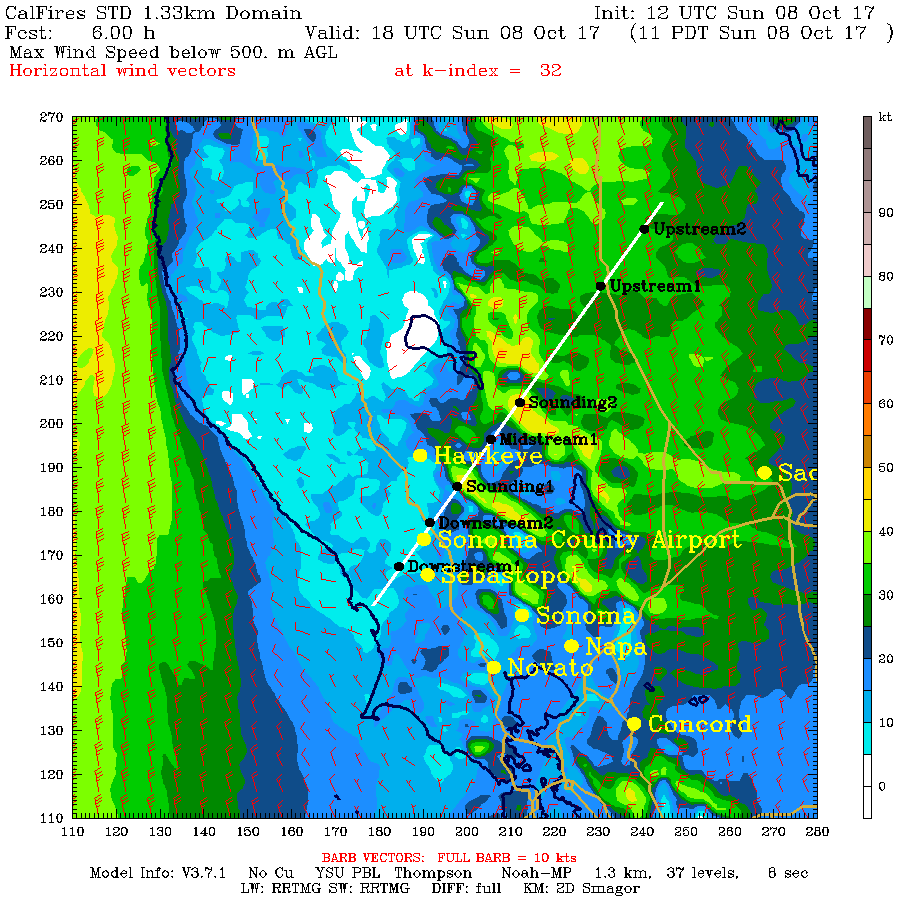 CalFires STD 1.33km Domain Init: 12 UTC Sun 08 Oct 17
Fcst: 6.00 h Valid: 18 UTC Sun 08 Oct 17 (11 PDT Sun 08 Oct 17 )
Max Wind Speed below 500. m AGL
Horizontal wind vectors at k-index = 32
270
260
250
240
230
220
210
200
190
180
170
160
150
140
130
120
110
110 120 130 140 150 160 170 180 190 200 210 220 230 240 250 260 270 280
kt
90
80
70
60
50
40
30
20
10
0
Upstream2
Upstream1
Sounding2
Midstream1
Hawkeye
Sac
Sounding1
Downstream2
Sonoma County Airport
Downstream1
Sebastopol
Sonoma
Napa
Novato
Concord
BARB VECTORS: FULL BARB = 10 kts
Model Info: V3.7.1 No Cu YSU PBL Thompson Noah-MP 1.3 km, 37 levels, 8 sec
LW: RRTMG SW: RRTMG DIFF: full KM: 2D Smagor